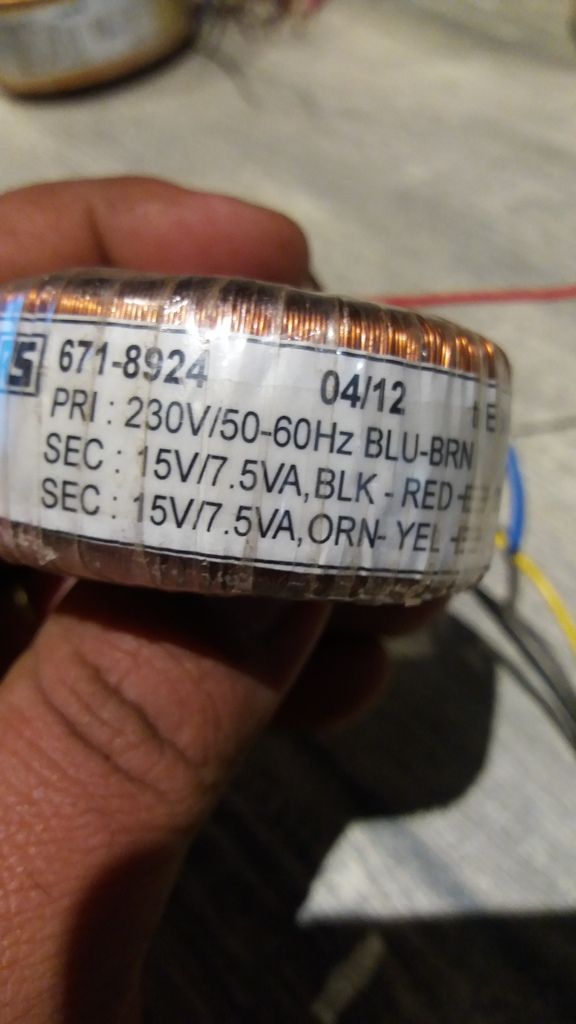 671-8924 04/12
PRI : 230V/50-60Hz BLU-BRN
SEC : 15V/7.5VA, BLK - RED
SEC : 15V/7.5VA, ORN- YEL